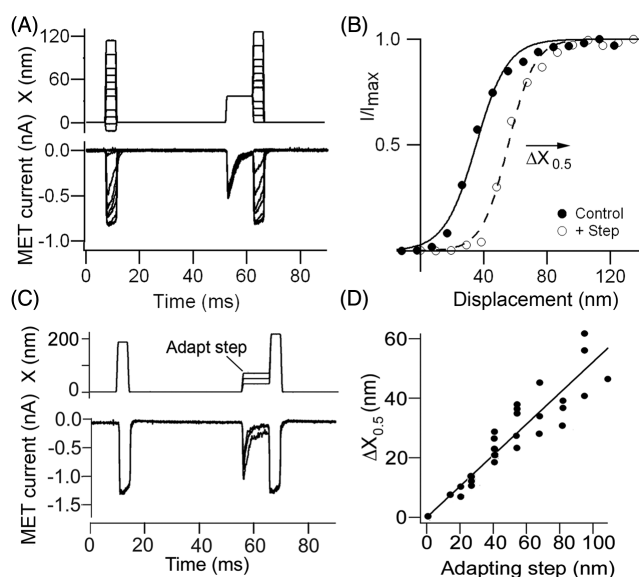 (A)
120
60
0
X (nm)
0.0
-0.5
-1.0
MET current (nA)
0 20 40 60 80
Time (ms)
(B)
1.0
0.5
I/Imax
ΔX0.5
Control
+ Step
0 40 80 120
Displacement (nm)
(C)
200
0
X (nm)
Adapt step
0.0
-0.5
-1.0
-1.5
MET current (nA)
0 20 40 60 80
Time (ms)
(D)
60
40
20
0
ΔX0.5 (nm)
0 20 40 60 80 100
Adapting step (nm)